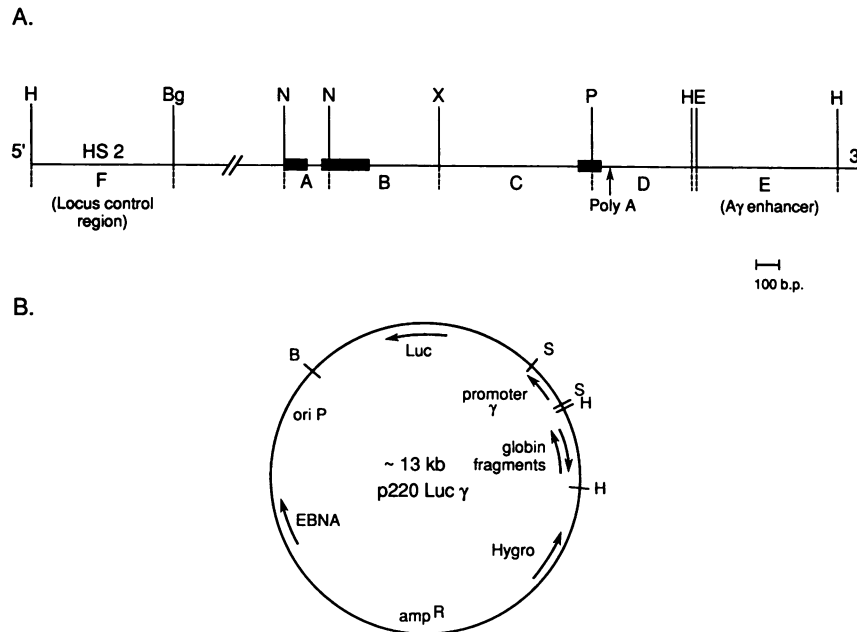 A.
H Bg N N X P H E H
5' HS 2 3
F A B C D E
(Locus control
region)
Poly A
(Aγ enhancer)
100 b.p.
B.
Luc
B S
promoter
γ
S
H
ori P
globin
fragments
~ 13 kb
p220 Luc γ
H
EBNA
Hygro
amp R